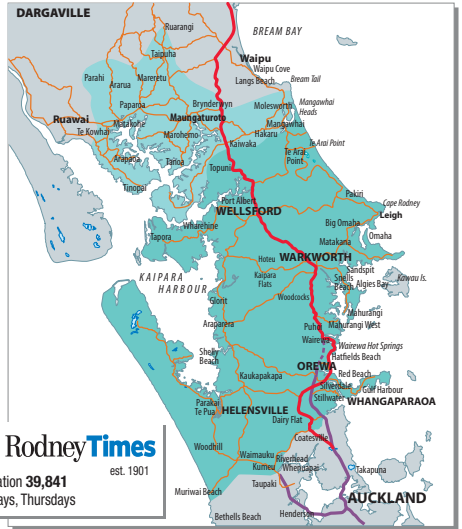 DARGAVILLE
Ruarangi
BREAM BAY
Taipuha
Waipu
Waipu Cove
Parahi
Mareretu
Langs Beach
Bream Tail
Ararua
Paparoa
Brynderwyn
Molesworth
Mangawhai
Heads
Ruawai
Matakohe
Maungaturoto
Mangawhai
Te Kowhai
Marohemo
Hakaru
Kaiwaka
Te Arai Point
Te Arai
Point
Arapaoa
Tanoa
Topuni
Tinopai
Pakiri
Port Albert
Cape Rodney
WELLSFORD
Leigh
Wharehine
Big Omaha
Tapora
Omaha
Matakana
KAIPARA
HARBOUR
Hoteu
WARKWORTH
Kaipara
Flats
Sandspit
Snells
Beach
Algies Bay
Kawau Is.
Glorit
Woodcocks
Mahurangi
Araparera
Puhoi
Mahurangi West
Wairewa
Wairewa Hot Springs
Shelly
Beach
Hatfields Beach
OREWA
Red Beach
Kaukapakapa
Silverdale
Gulf Harbour
Stillwater
WHANGAPARAOA
Parakai
Te Pua
HELENSVILLE
Dairy Flat
Coatesville
Woodhill
Waimauku
Riverhead
Kumeu
Whenuapai
Takapuna
Taupaki
Muriwai Beach
AUCKLAND
Henderson
Bethells Beach
Rodney Times
est. 1901
ation 39,841
ays, Thursdays